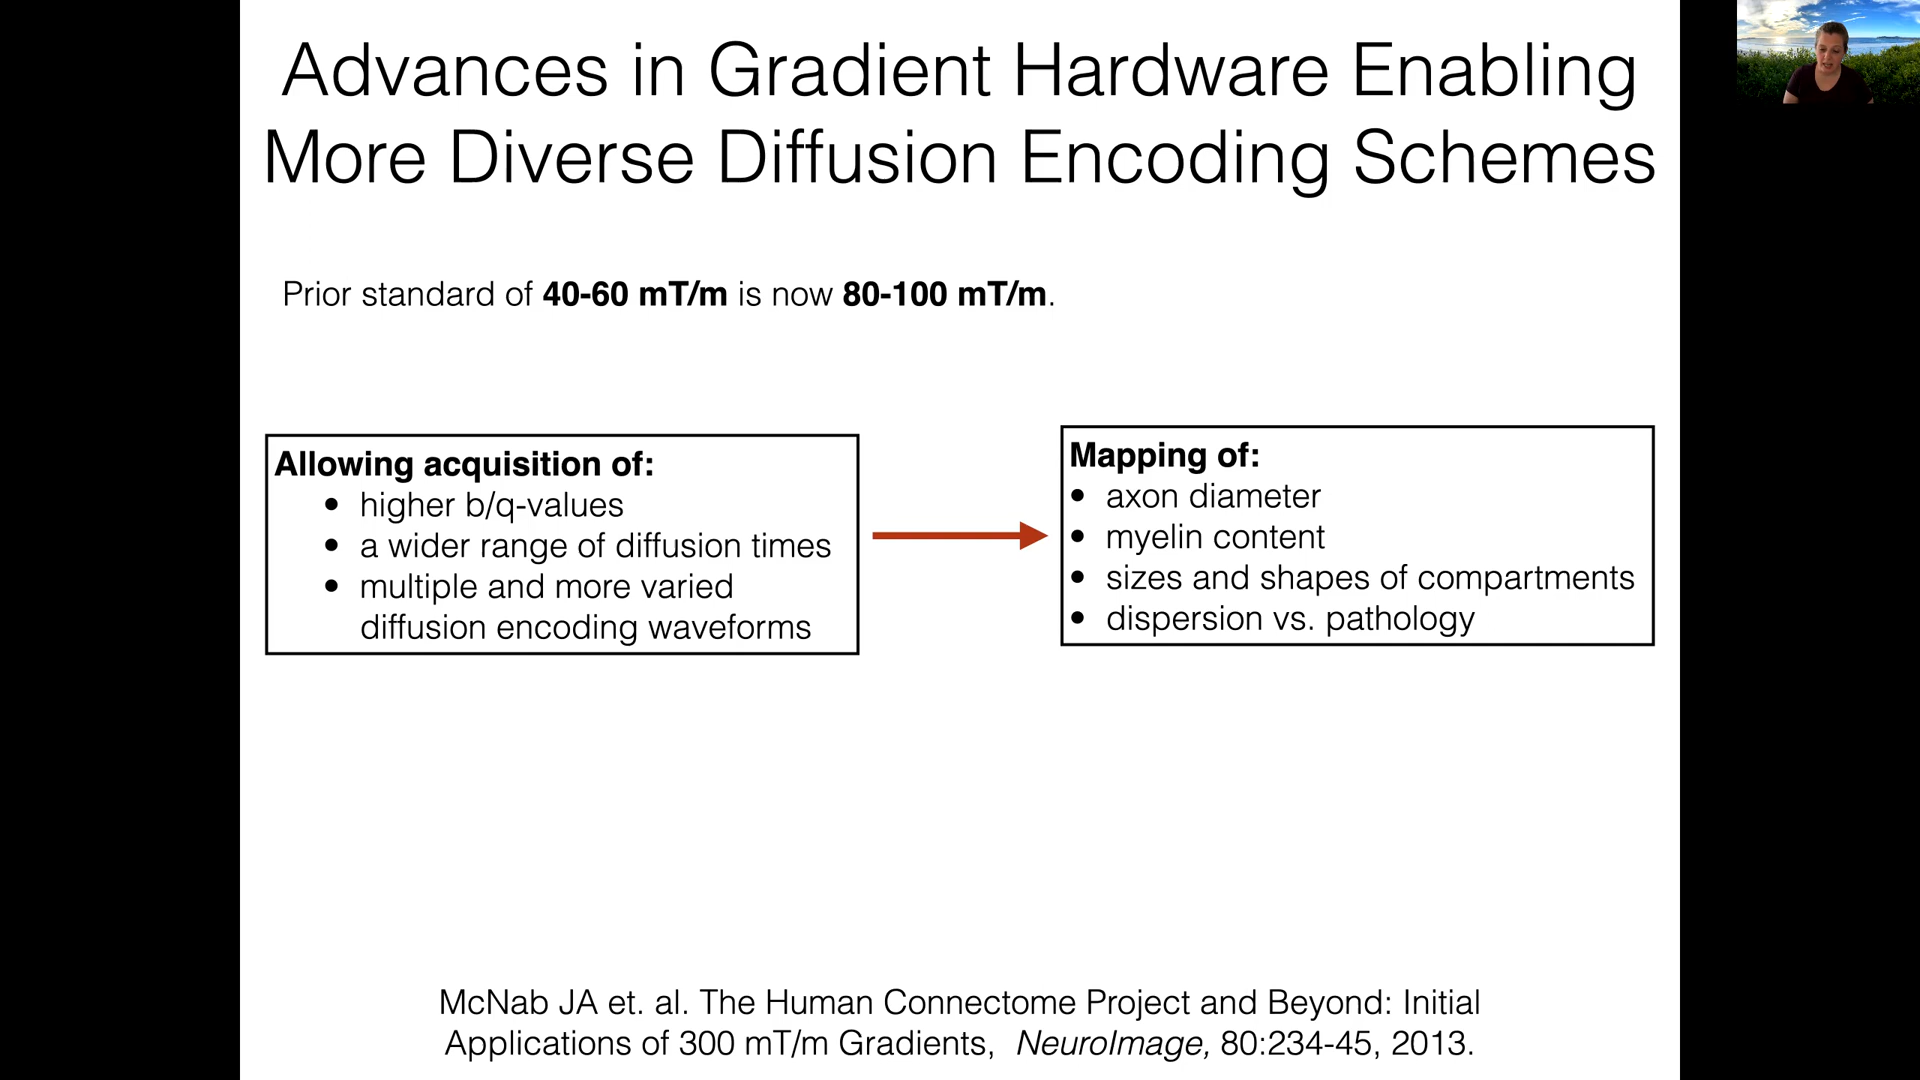 Advances in Gradient Hardware Enabling
More Diverse Diffusion Encoding Schemes
Prior standard of 40-60 mT/m is now 80-100 mT/m.
Allowing acquisition of:
• higher b/q-values
• a wider range of diffusion times
• multiple and more varied
diffusion encoding waveforms
Mapping of:
• axon diameter
• myelin content
• sizes and shapes of compartments
• dispersion vs. pathology
McNab JA et. al. The Human Connectome Project and Beyond: Initial
Applications of 300 mT/m Gradients, NeuroImage, 80:234-45, 2013.